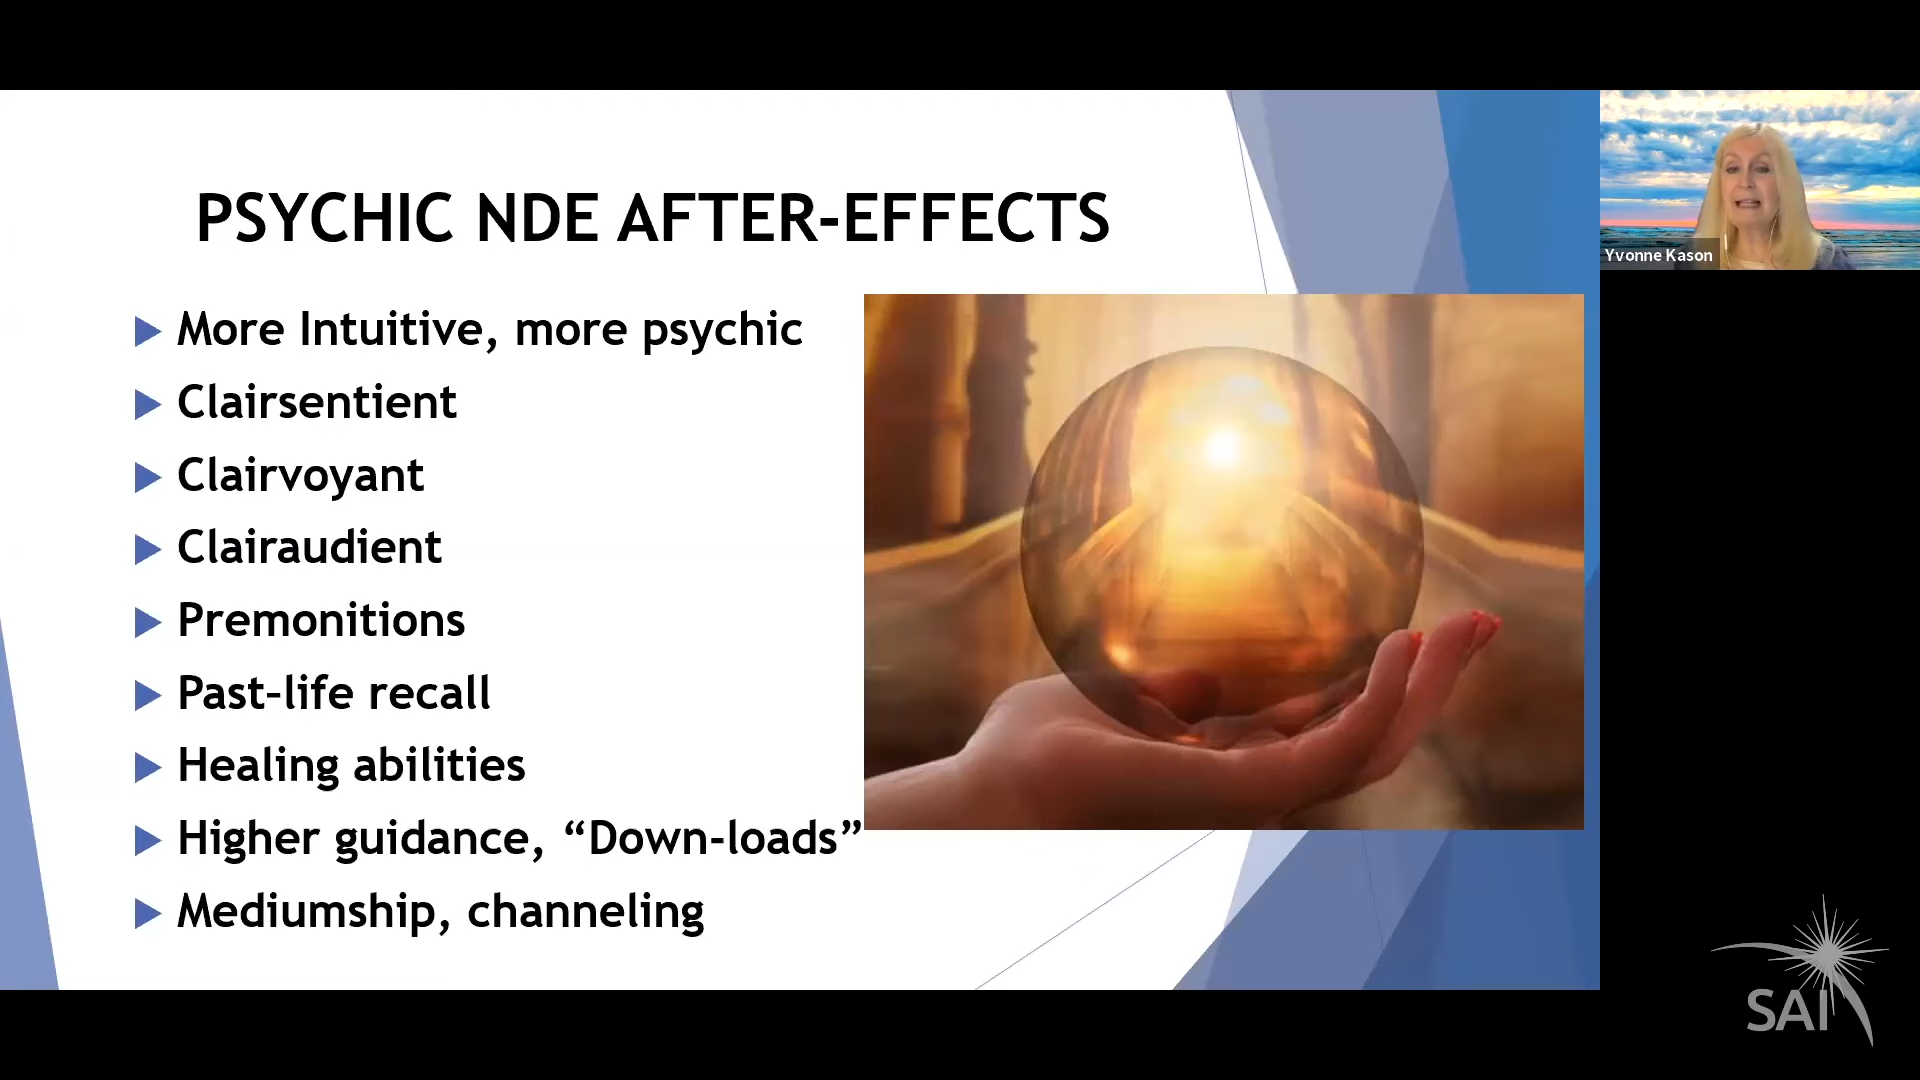 PSYCHIC NDE AFTER-EFFECTS
More Intuitive, more psychic
Clairsentient
Clairvoyant
Clairaudient
Premonitions
Past-life recall
Healing abilities
Higher guidance, “Down-loads”
Mediumship, channeling
Yvonne Kason
SAI